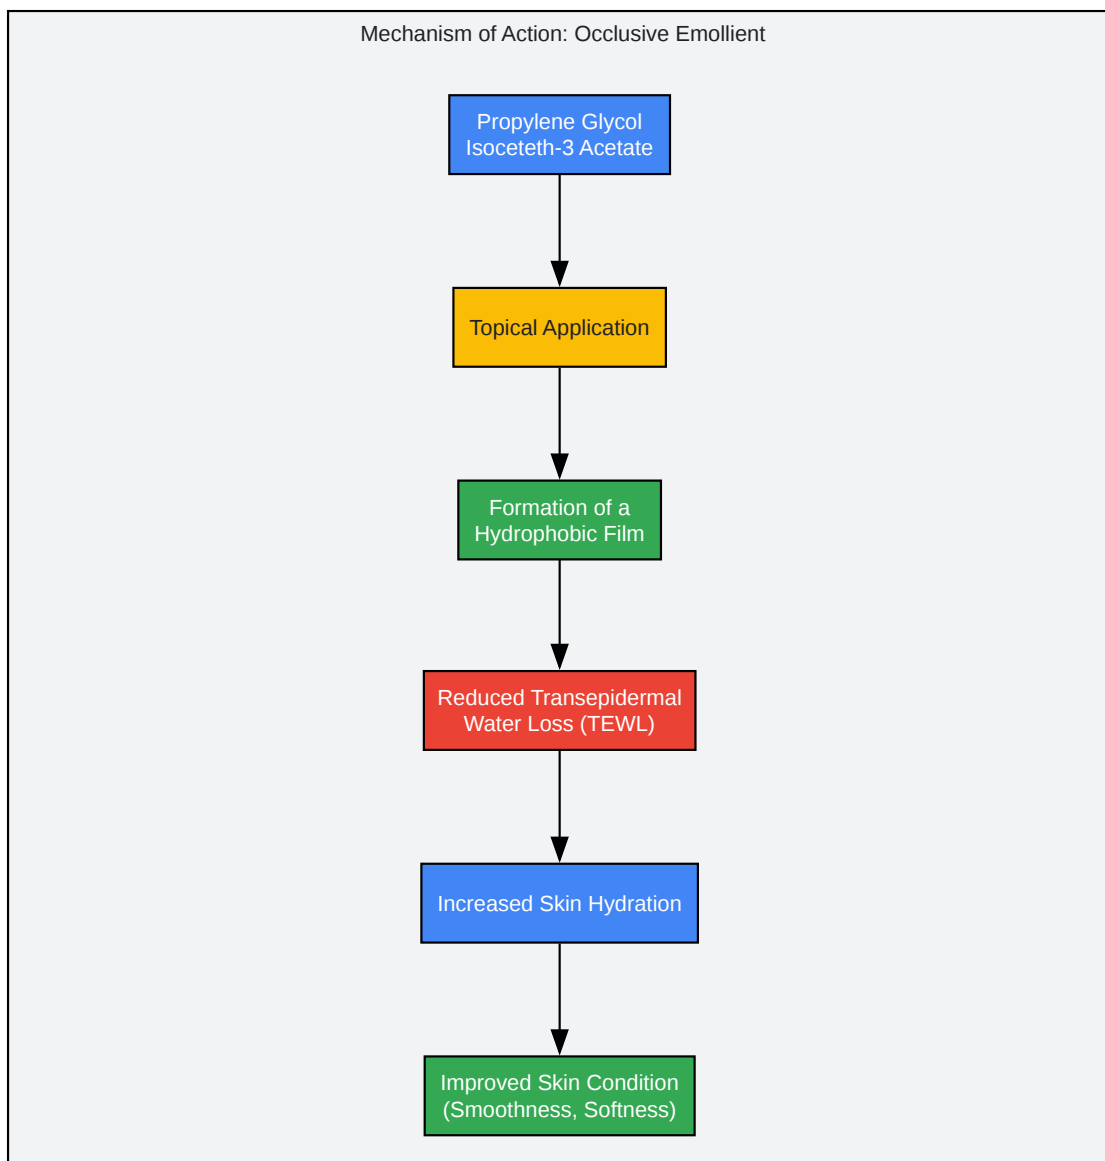 Mechanism of Action: Occlusive Emollient
Propylene Glycol
Isoceteth-3 Acetate
Topical Application
Formation of a
Hydrophobic Film
Reduced Transepidermal
Water Loss (TEWL)
Increased Skin Hydration
Improved Skin Condition
(Smoothness, Softness)